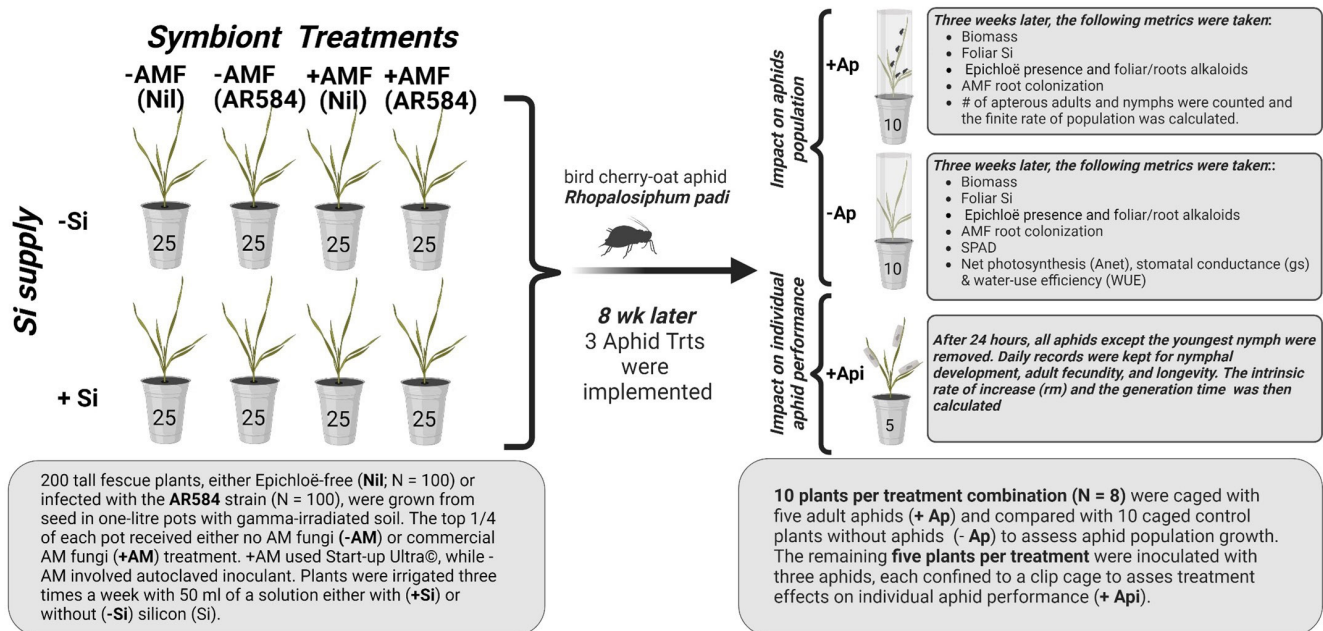 Symbiont Treatments
-AMF -AMF +AMF +AMF
(Nil) (AR584) (Nil) (AR584)
Si supply
-Si
25 25 25 25
+ Si
25 25 25 25
200 tall fescue plants, either Epichloë-free (Nil; N = 100) or
infected with the AR584 strain (N = 100), were grown from
seed in one-litre pots with gamma-irradiated soil. The top 1/4
of each pot received either no AM fungi (-AM) or commercial
AM fungi (+AM) treatment. +AM used Start-up Ultra©, while -
AM involved autoclaved inoculant. Plants were irrigated three
times a week with 50 ml of a solution either with (+Si) or
without (-Si) silicon (Si).
bird cherry-oat aphid
Rhopalosiphum padi
8 wk later
3 Aphid Trts
were
implemented
Impact on aphids
population
+Ap
10
Three weeks later, the following metrics were taken:
• Biomass
• Foliar Si
• Epichloë presence and foliar/roots alkaloids
• AMF root colonization
• # of apterous adults and nymphs were counted and
the finite rate of population was calculated.
-Ap
10
Three weeks later, the following metrics were taken::
• Biomass
• Foliar Si
• Epichloë presence and foliar/root alkaloids
• AMF root colonization
• SPAD
• Net photosynthesis (Anet), stomatal conductance (gs)
& water-use efficiency (WUE)
Impact on individual
aphid performance
+Api
5
After 24 hours, all aphids except the youngest nymph were
removed. Daily records were kept for nymphal
development, adult fecundity, and longevity. The intrinsic
rate of increase (rm) and the generation time was then
calculated
10 plants per treatment combination (N = 8) were caged with
five adult aphids (+ Ap) and compared with 10 caged control
plants without aphids (- Ap) to assess aphid population growth.
The remaining five plants per treatment were inoculated with
three aphids, each confined to a clip cage to asses treatment
effects on individual aphid performance (+ Api).